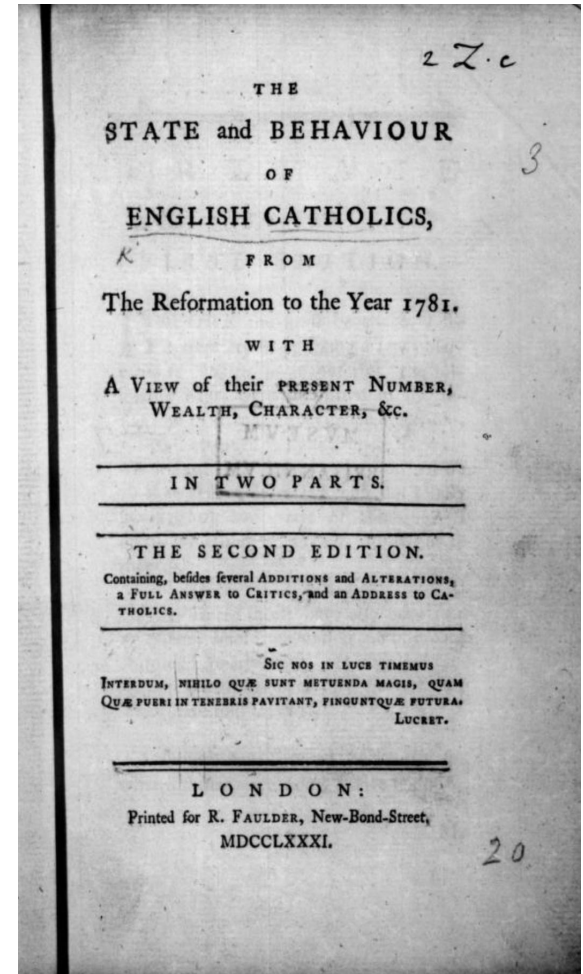 2 Z.c
THE
STATE and BEHAVIOUR
OF
3
ENGLISH CATHOLICS,
K
FROM
The Reformation to the Year 1781.
WITH
A VIEW of their PRESENT NUMBER,
WEALTH, CHARACTER, &c.
IN TWO PARTS.
THE SECOND EDITION.
Containing, beſides ſeveral ADDITIONS and ALTERATIONS,
a FULL ANSWER to CRITICS, and an ADDRESS to CA-
THOLICS.
SIC NOS IN LUCE TIMEMUS
INTERDUM, NIHILO QUÆ SUNT METUENDA MAGIS, QUAM
QUÆ PUERI IN TENEBRIS PAVITANT, FINGUNTQUÆ FUTURA.
LUCRET.
LONDON:
Printed for R. FAULDER, New-Bond-Street,
MDCCLXXXI.
20